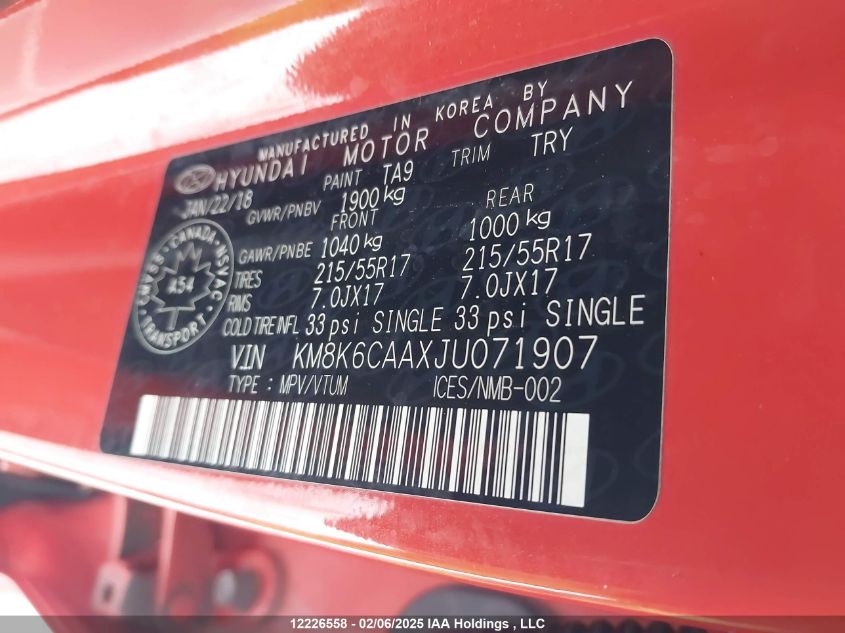 MANUFACTURED IN KOREA BY
HYUNDAI MOTOR COMPANY
JAN/22/18 PAINT TA9 TRIM TRY
GVWR/PNBV 1900 kg
FRONT REAR
GAWR/PNBE 1040 kg 1000 kg
TIRES 215/55R17 215/55R17
RIMS 7.0JX17 7.0JX17
COLD TIRE INFL 33 psi SINGLE 33 psi SINGLE
VIN KM8K6CAAXJU071907
TYPE : MPV/VTUM ICES/NMB-002
CANADA
NSVAC
TRANSPORT
454
12226558 - 02/06/2025 IAA Holdings , LLC